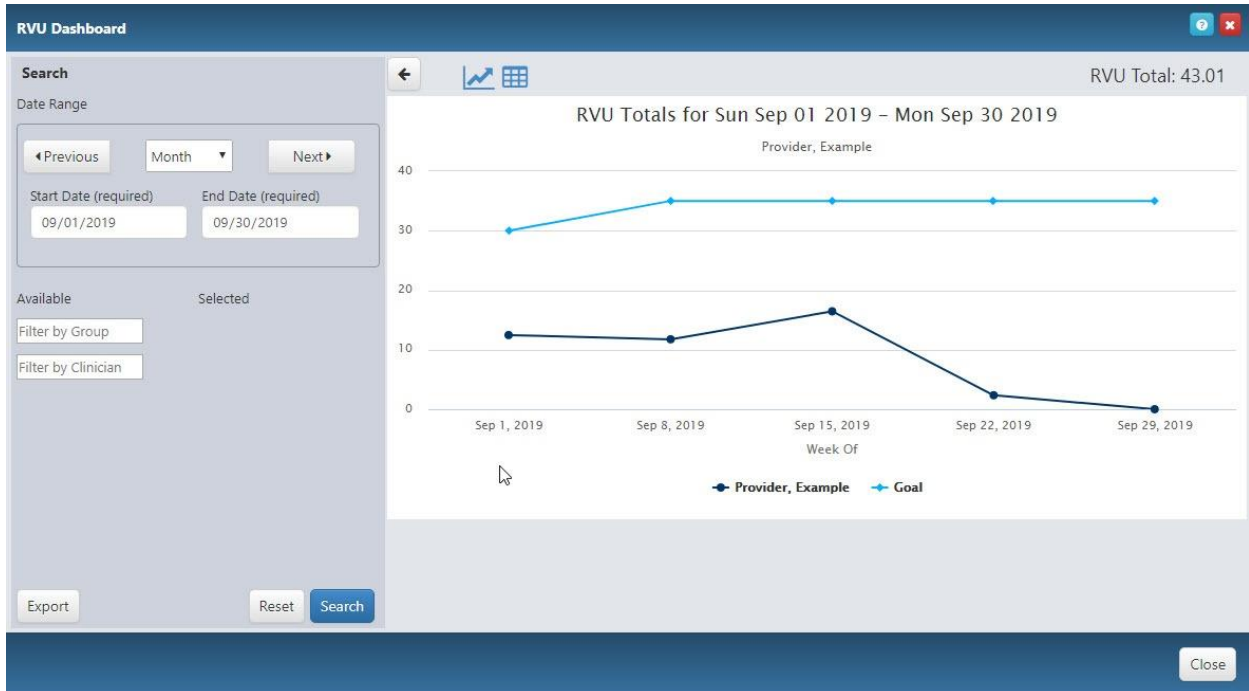 RVU Dashboard
Search
Date Range
Previous
Month
Next
Start Date (required) End Date (required)
09/01/2019 09/30/2019
Available Selected
Filter by Group
Filter by Clinician
Export
Reset
Search
RVU Total: 43.01
RVU Totals for Sun Sep 01 2019 – Mon Sep 30 2019
Provider, Example
40
30
20
10
0
Sep 1, 2019 Sep 8, 2019 Sep 15, 2019 Sep 22, 2019 Sep 29, 2019
Week Of
Provider, Example Goal
Close